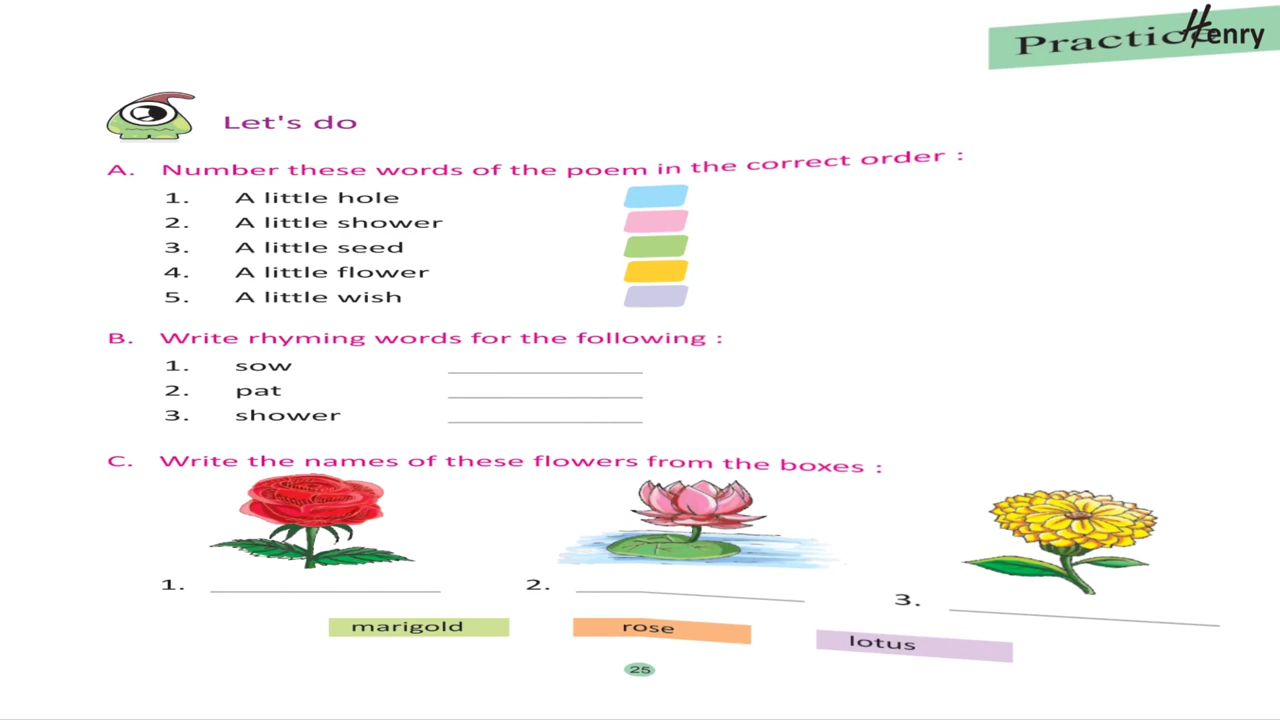 Practice
Henry
Let's do
A. Number these words of the poem in the correct order :
1. A little hole
2. A little shower
3. A little seed
4. A little flower
5. A little wish
B. Write rhyming words for the following :
1. sow
2. pat
3. shower
C. Write the names of these flowers from the boxes :
1. 2. 3.
marigold rose lotus
25